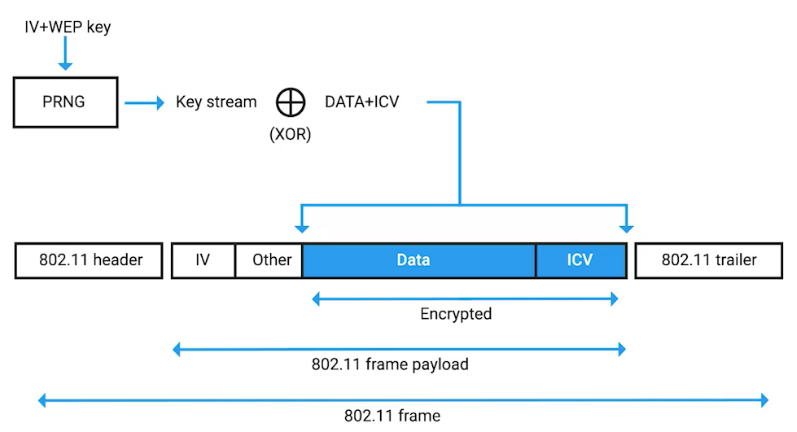 IV+WEP key
PRNG
Key stream
DATA+ICV
(XOR)
802.11 header
IV
Other
Data
ICV
802.11 trailer
Encrypted
802.11 frame payload
802.11 frame